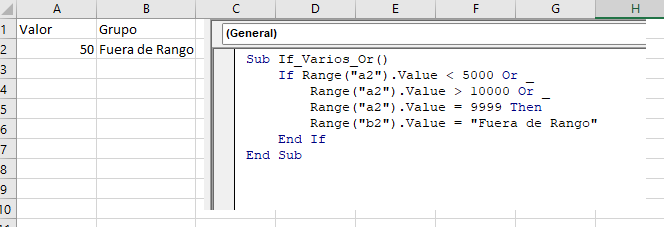 A B C D E F G H
1 Valor Grupo
2 50 Fuera de Rango
3
4
5
6
7
8
9
10
(General)
Sub If_Varios_Or()
If Range("a2").Value < 5000 Or _
Range("a2").Value > 10000 Or _
Range("a2").Value = 9999 Then
Range("b2").Value = "Fuera de Rango"
End If
End Sub